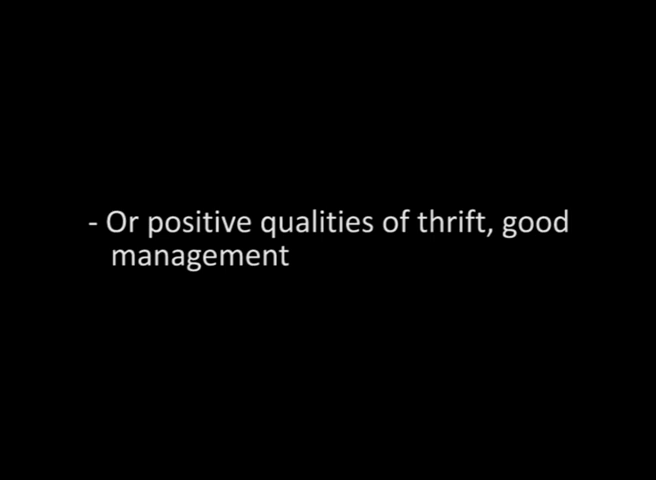 - Or positive qualities of thrift, good
management